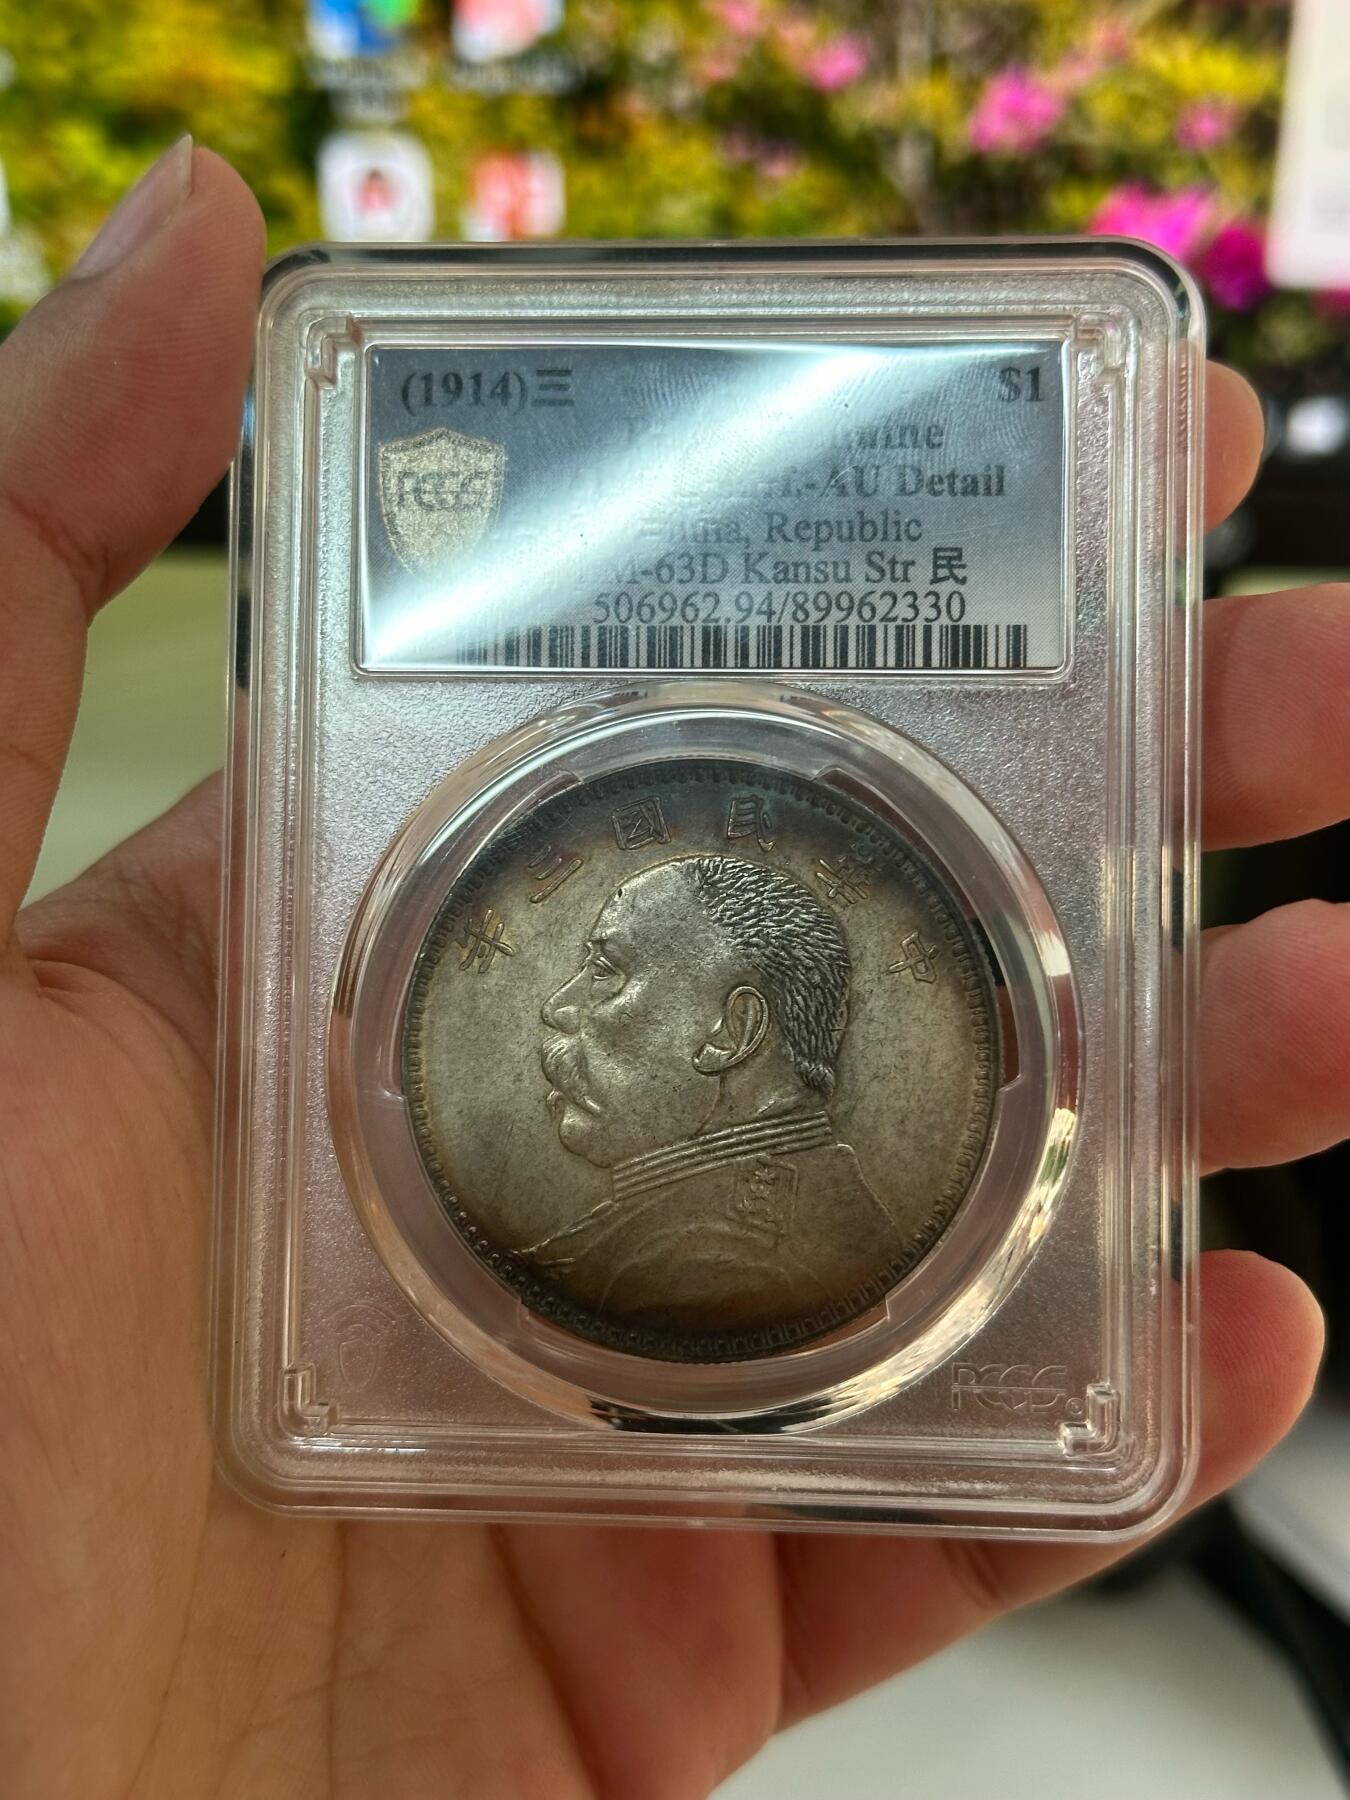 (1914)三 $1
PCGS
AU Detail
China, Republic
63D Kansu Str 民
506962.94/89962330
中華民國三年
PCGS